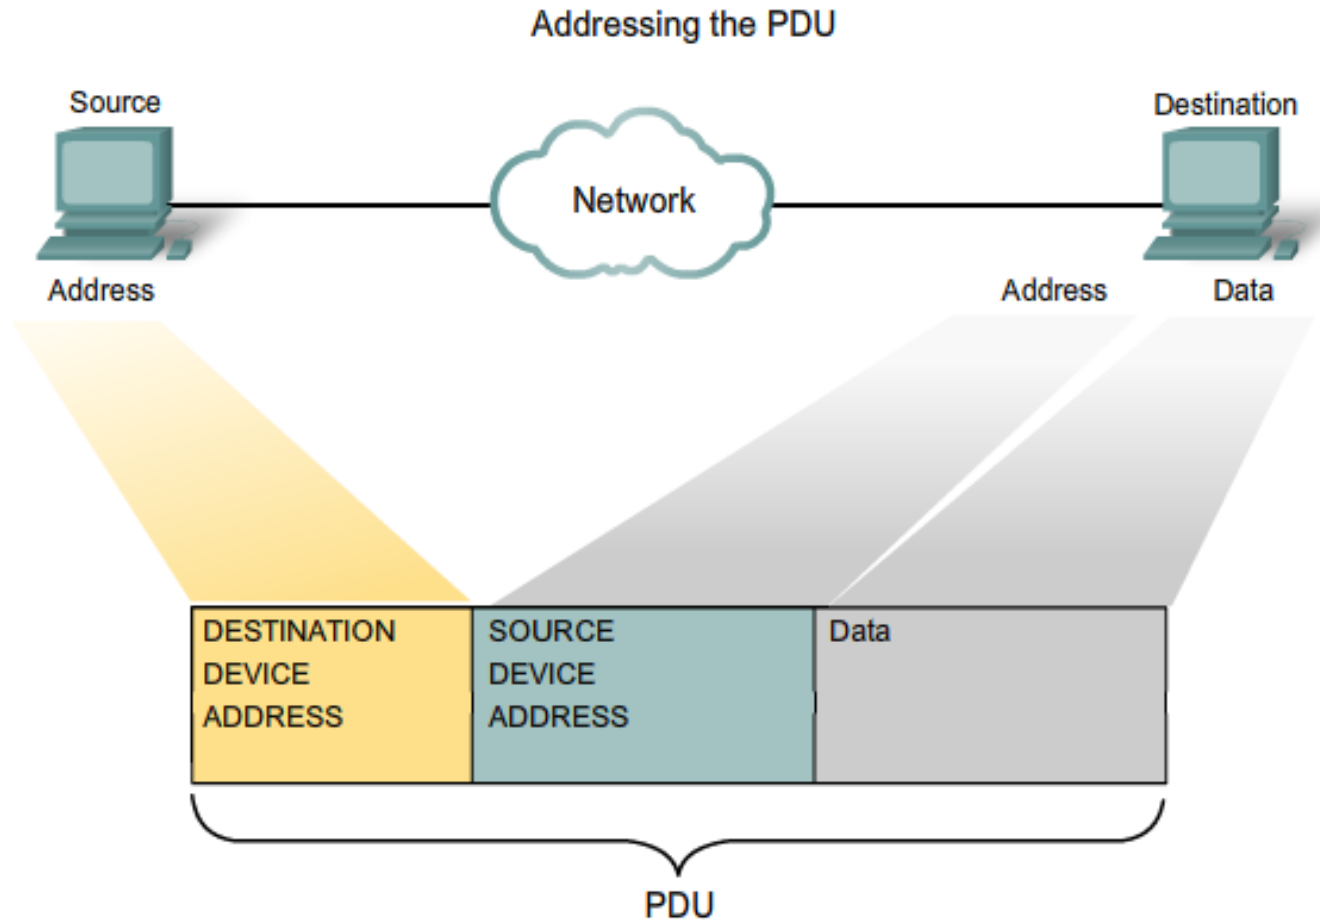 Addressing the PDU
Source
Destination
Network
Address
Address
Data
DESTINATION
DEVICE
ADDRESS
SOURCE
DEVICE
ADDRESS
Data
PDU